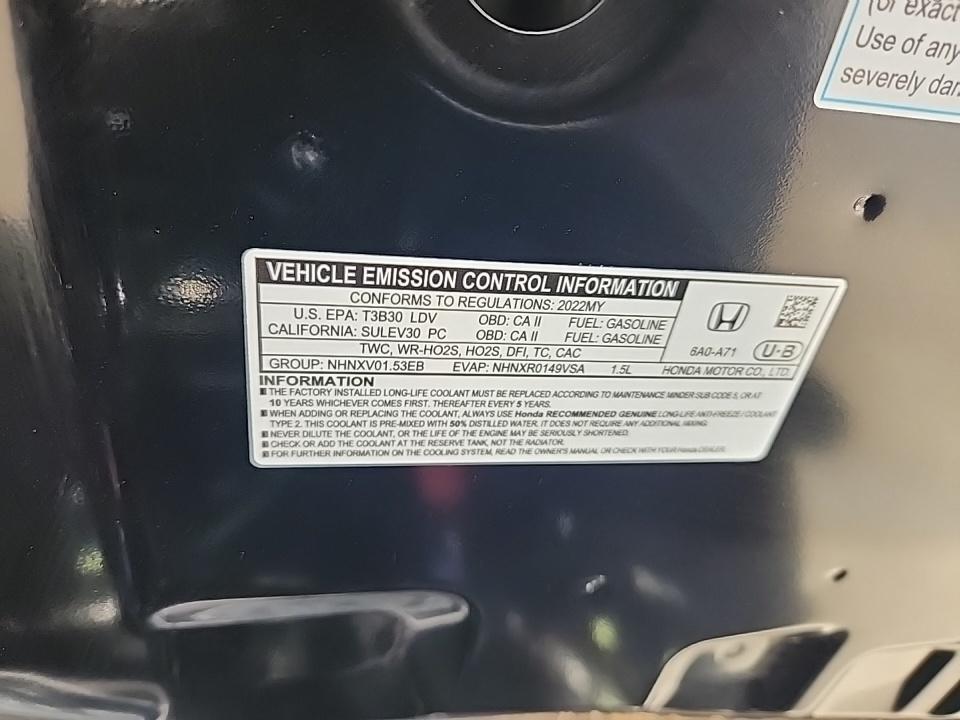 (or exact
Use of any
severely dam
VEHICLE EMISSION CONTROL INFORMATION
CONFORMS TO REGULATIONS: 2022MY
U.S. EPA: T3B30 LDV OBD: CA II FUEL: GASOLINE
CALIFORNIA: SULEV30 PC OBD: CA II FUEL: GASOLINE
TWC, WR-HO2S, HO2S, DFI, TC, CAC
GROUP: NHNXV01.53EB EVAP: NHNXR0149VSA 1.5L
6A0-A71 U·B
HONDA MOTOR CO., LTD.
INFORMATION
THE FACTORY INSTALLED LONG-LIFE COOLANT MUST BE REPLACED ACCORDING TO MAINTENANCE MINDER SUB CODE 5, OR AT
10 YEARS WHICHEVER COMES FIRST. THEREAFTER EVERY 5 YEARS.
WHEN ADDING OR REPLACING THE COOLANT, ALWAYS USE Honda RECOMMENDED GENUINE LONG-LIFE ANTI-FREEZE / COOLANT
TYPE 2. THIS COOLANT IS PRE-MIXED WITH 50% DISTILLED WATER. IT DOES NOT REQUIRE ANY ADDITIONAL MIXING.
NEVER DILUTE THE COOLANT, OR THE LIFE OF THE ENGINE MAY BE SERIOUSLY SHORTENED.
CHECK OR ADD THE COOLANT AT THE RESERVE TANK, NOT THE RADIATOR.
FOR FURTHER INFORMATION ON THE COOLING SYSTEM, READ THE OWNER'S MANUAL OR CHECK WITH YOUR Honda DEALER.